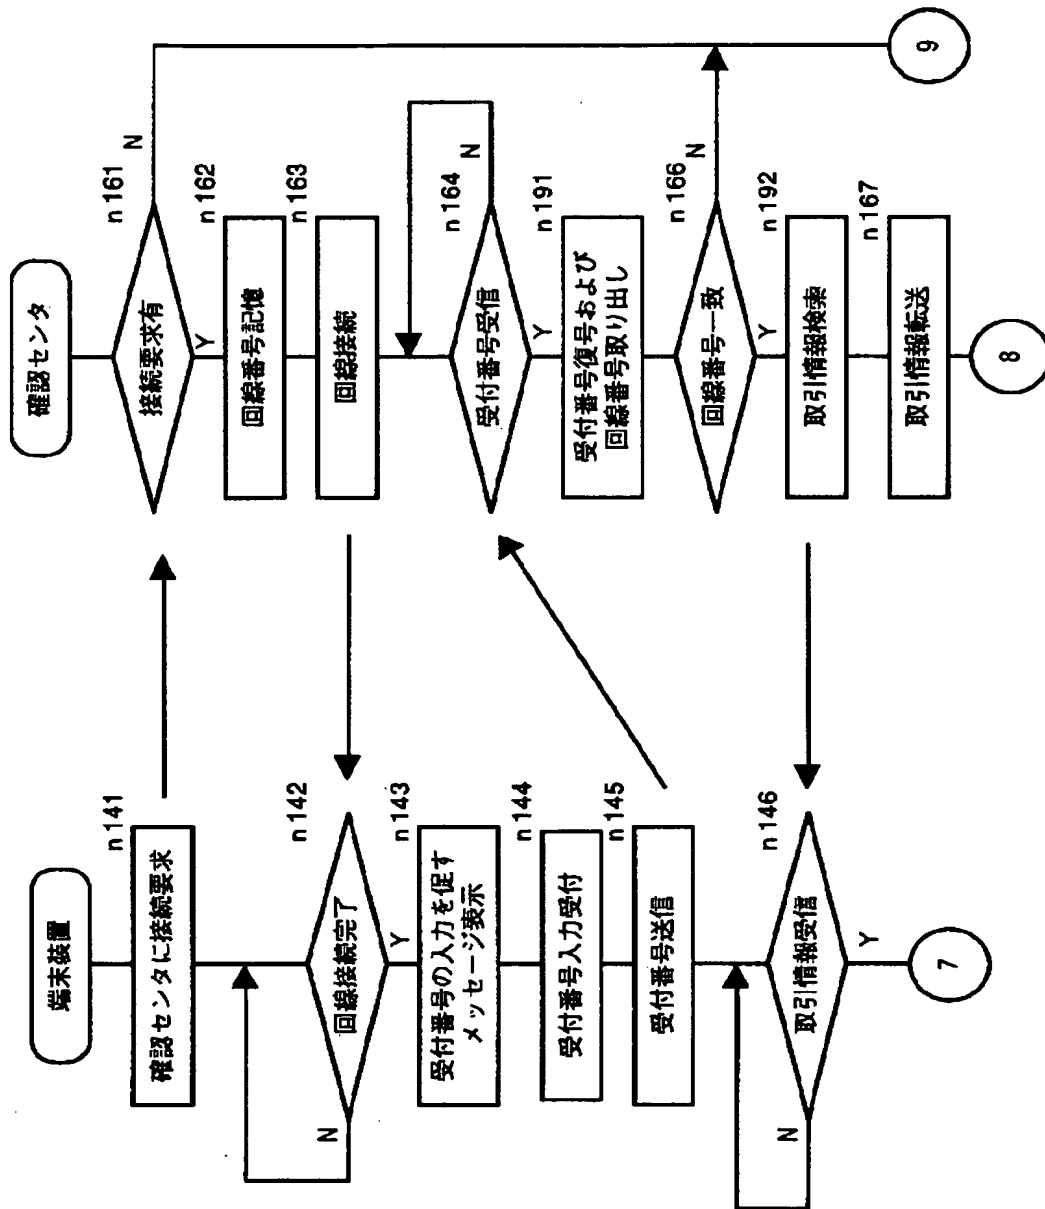 端末装置
n141
確認センタに接続要求
n142
回線接続完了
N
Y
n143
受付番号の入力を促す
メッセージ表示
n144
受付番号入力受付
n145
受付番号送信
n146
取引情報受信
N
Y
7
確認センタ
n161
接続要求有
N
Y
n162
回線番号記憶
n163
回線接続
n164
受付番号受信
N
Y
n191
受付番号復号および
回線番号取り出し
n166
回線番号一致
N
Y
n192
取引情報検索
n167
取引情報転送
8
9